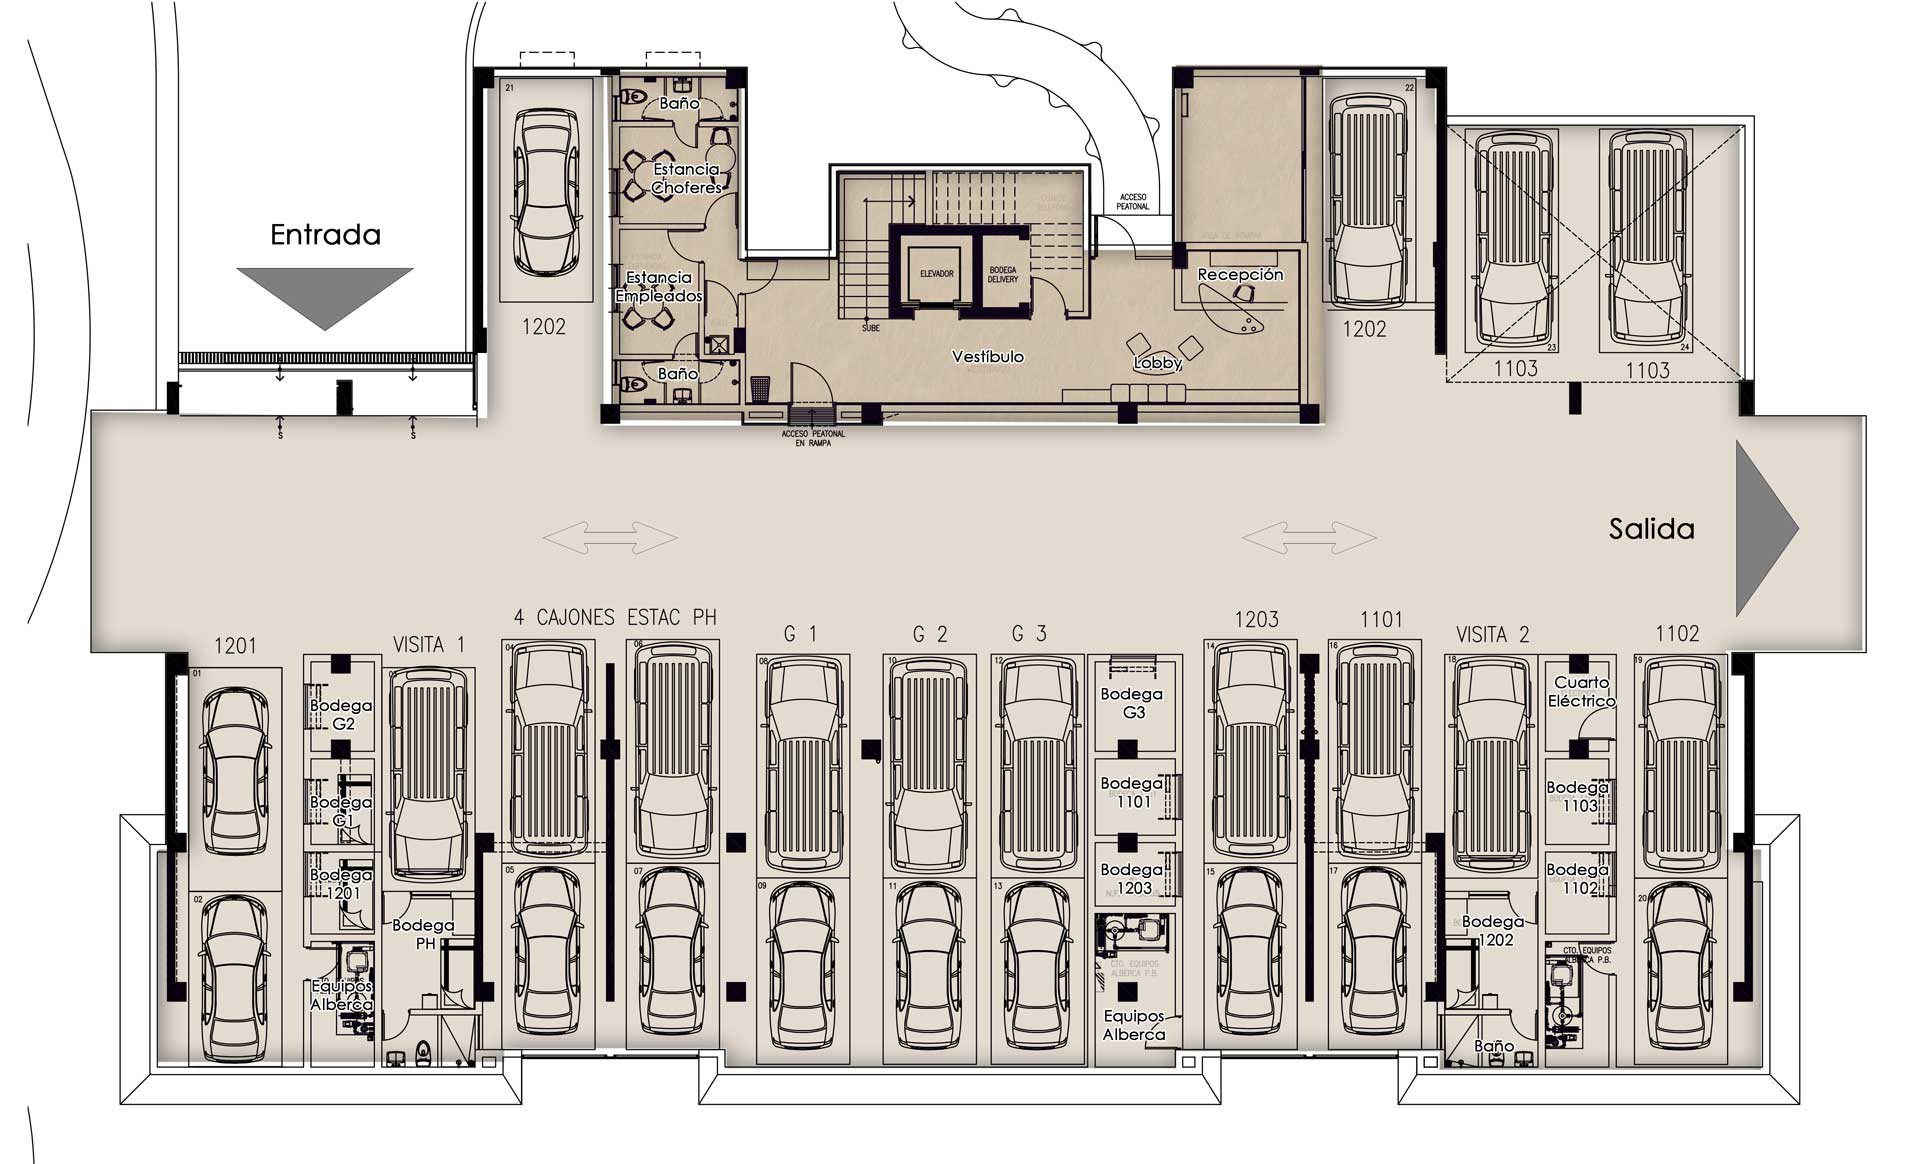 21
22
Baño
Estancia
Choferes
ACCESO
PEATONAL
Entrada
Estancia
Empleados
ELEVADOR
BODEGA
DELIVERY
Recepción
SUBE
1202
1202
Vestíbulo
Lobby
23
24
1103
1103
Baño
S
S
ACCESO PEATONAL
EN RAMPA
Salida
1201
VISITA 1
4 CAJONES ESTAC PH
G 1
G 2
G 3
1203
1101
VISITA 2
1102
01
03
04
06
08
10
12
14
16
18
19
Bodega
G2
Bodega
G3
Cuarto
Eléctrico
Bodega
G1
Bodega
1101
Bodega
1103
Bodega
1201
Bodega
1203
Bodega
1102
02
05
07
09
11
13
15
17
20
Bodega
PH
Bodega
1202
CTO. EQUIPOS
ALBERCA P.B.
CTO. EQUIPOS
ALBERCA P.B.
Equipos
Alberca
Equipos
Alberca
Baño